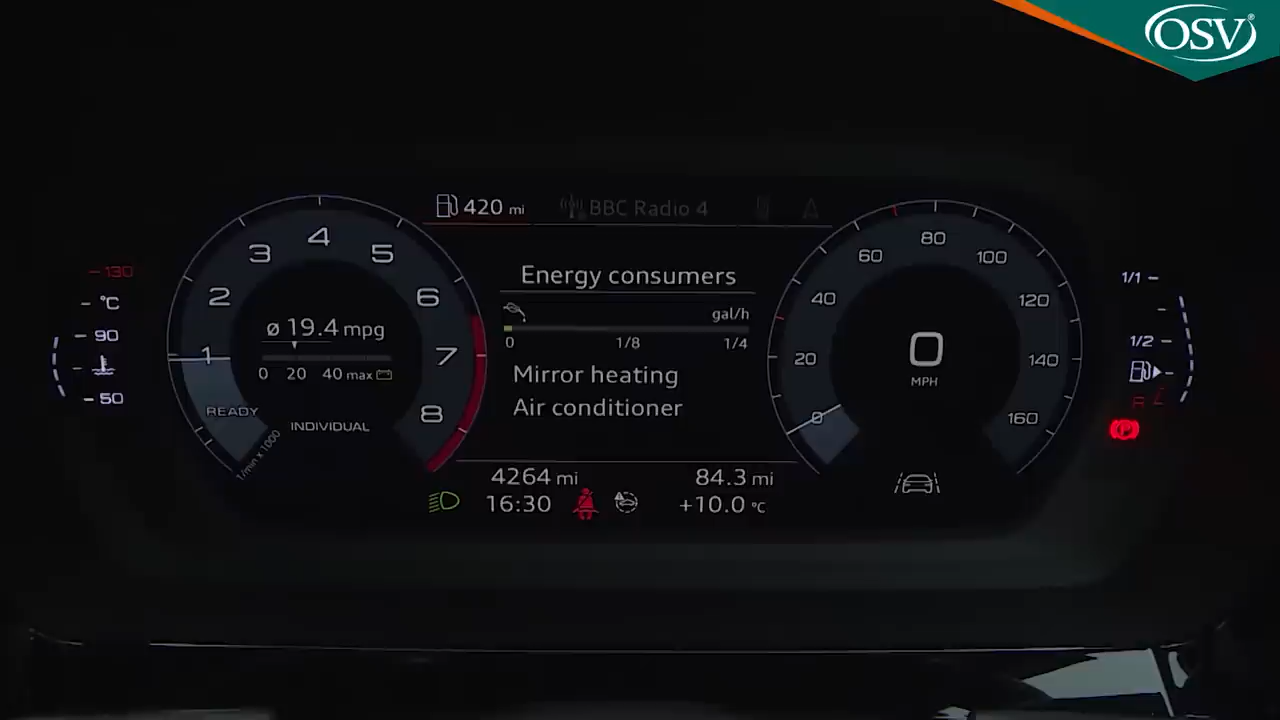 OSV®
420 mi
BBC Radio 4
Energy consumers
gal/h
0 1/8 1/4
Mirror heating
Air conditioner
4264 mi
84.3 mi
16:30
+10.0 °C
130
°C
90
50
1 2 3 4 5 6 7 8
ø 19.4 mpg
0 20 40 max
READY
INDIVIDUAL
1/min x 1000
0 20 40 60 80 100 120 140 160
0
MPH
1/1
1/2
R
P